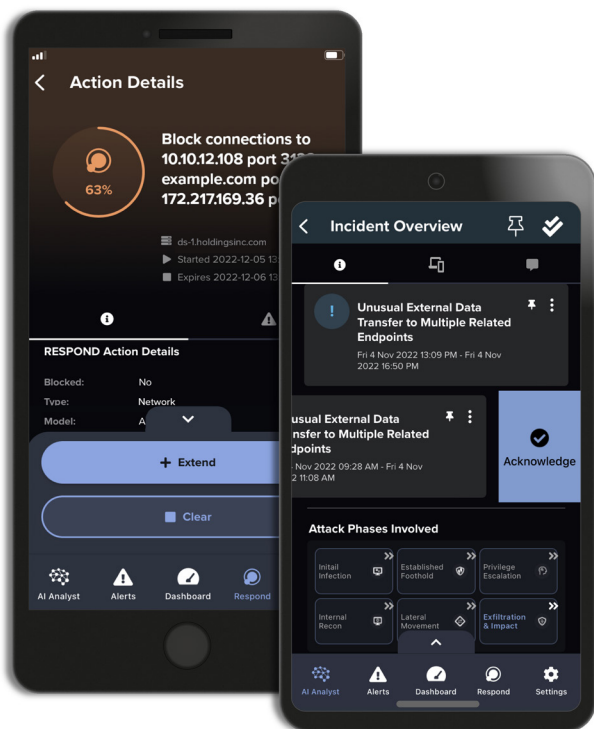 Action Details
63%
Block connections to
10.10.12.108 port
example.com
172.217.169.36
ds-1.holdingsinc.com
Started 2022-12-05
Expires 2022-12-06
RESPOND Action Details
Blocked: No
Type: Network
Model: A
+ Extend
Clear
AI Analyst
Alerts
Dashboard
Respond
Incident Overview
Unusual External Data
Transfer to Multiple Related
Endpoints
Fri 4 Nov 2022 13:09 PM - Fri 4 Nov
2022 16:50 PM
usual External Data
nsfer to Multiple Related
dpoints
Nov 2022 09:28 AM - Fri 4 Nov
2 11:08 AM
Acknowledge
Attack Phases Involved
Initail
Infection
Established
Foothold
Privilege
Escalation
Internal
Recon
Lateral
Movement
Exfiltration
& Impact
AI Analyst
Alerts
Dashboard
Respond
Settings